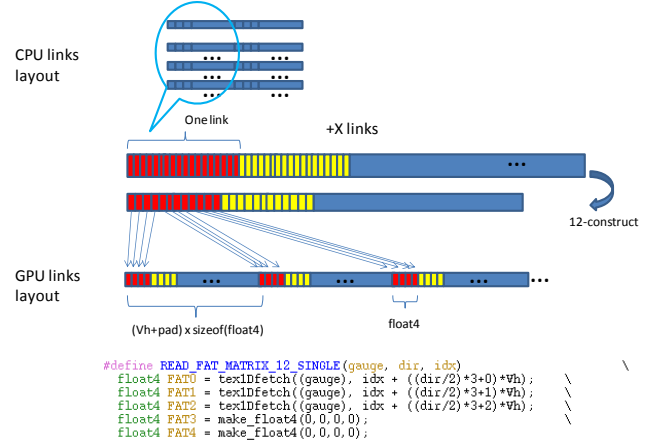 CPU links
layout
...
...
...
...
...
...
One link
+X links
...
12-construct
GPU links
layout
...
...
...
...
(Vh+pad) x sizeof(float4)
float4
#define READ_FAT_MATRIX_12_SINGLE(gauge, dir, idx) \
float4 FAT0 = tex1Dfetch((gauge), idx + ((dir/2)*3+0)*Vh); \
float4 FAT1 = tex1Dfetch((gauge), idx + ((dir/2)*3+1)*Vh); \
float4 FAT2 = tex1Dfetch((gauge), idx + ((dir/2)*3+2)*Vh); \
float4 FAT3 = make_float4(0,0,0,0); \
float4 FAT4 = make_float4(0,0,0,0);